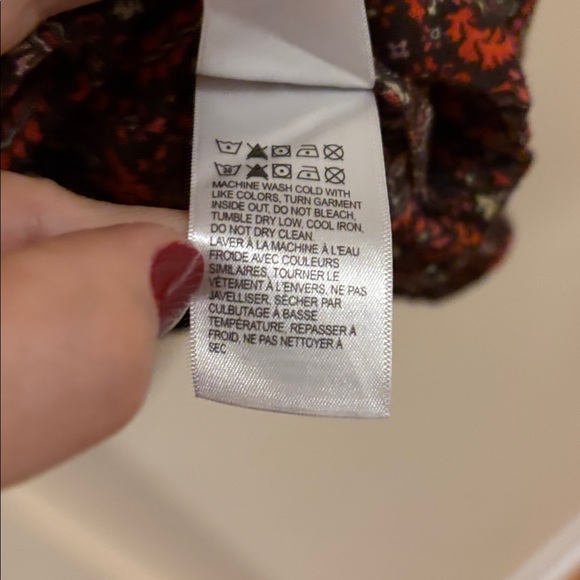 MACHINE WASH COLD WITH
LIKE COLORS, TURN GARMENT
INSIDE OUT, DO NOT BLEACH,
TUMBLE DRY LOW, COOL IRON,
DO NOT DRY CLEAN.
LAVER À LA MACHINE À L'EAU
FROIDE AVEC COULEURS
SIMILAIRES, TOURNER LE
VÊTEMENT À L'ENVERS, NE PAS
JAVELLISER, SÉCHER PAR
CULBUTAGE À BASSE
TEMPÉRATURE, REPASSER À
FROID, NE PAS NETTOYER À
SEC